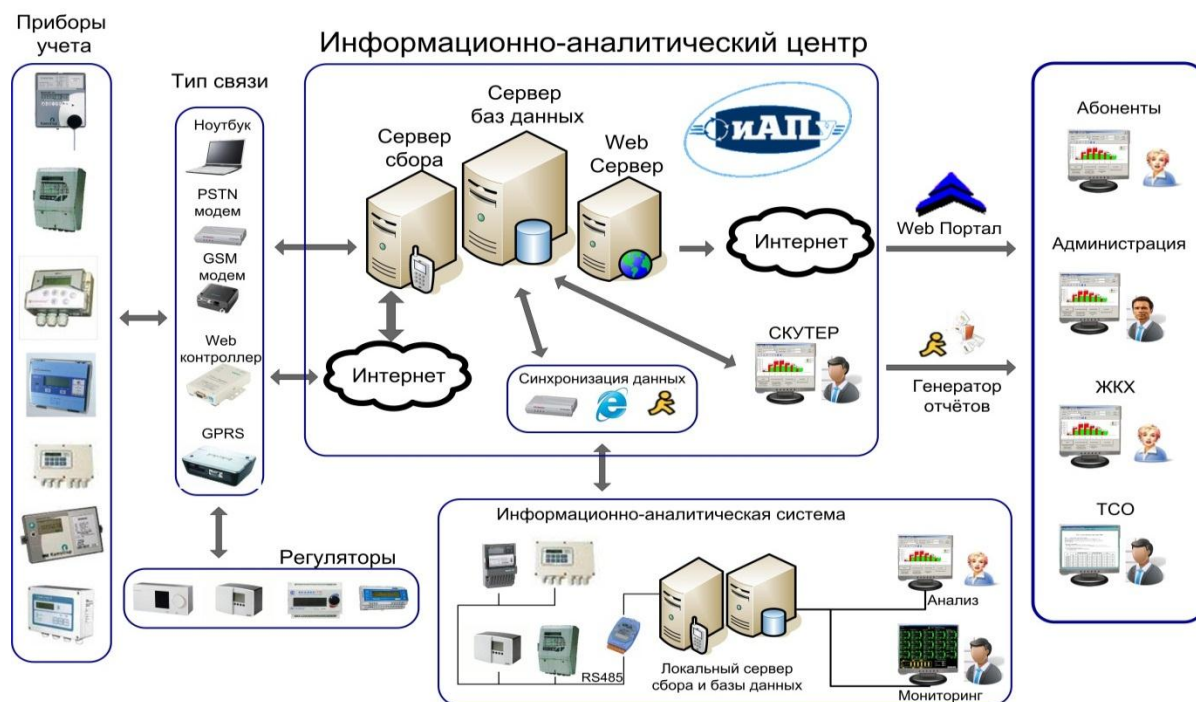 Приборы
учета
Тип связи
Ноутбук
PSTN
модем
GSM
модем
Web
контроллер
GPRS
Регуляторы
Информационно-аналитический центр
Сервер
сбора
Сервер
баз данных
Web
Сервер
иАПу
Интернет
Интернет
Синхронизация данных
СКУТЕР
Web Портал
Генератор
отчётов
Информационно-аналитическая система
RS485
Локальный сервер
сбора и базы данных
Анализ
Мониторинг
Абоненты
Администрация
ЖКХ
ТСО